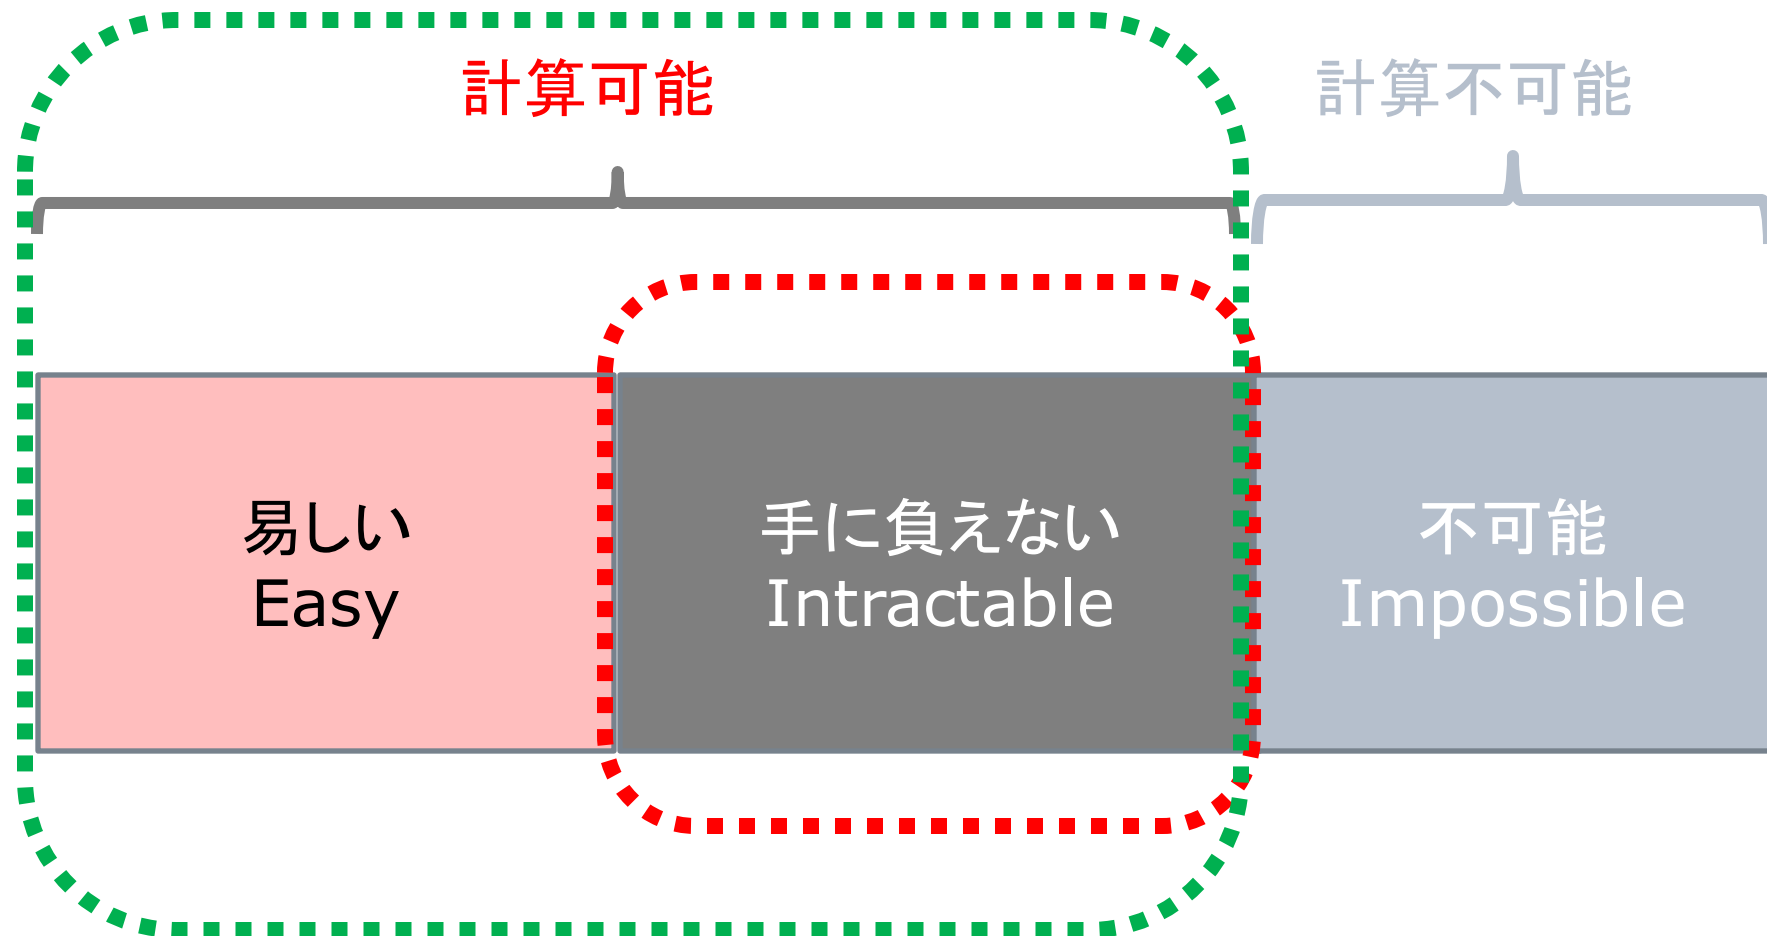 計算可能
計算不可能
易しい
Easy
手に負えない
Intractable
不可能
Impossible